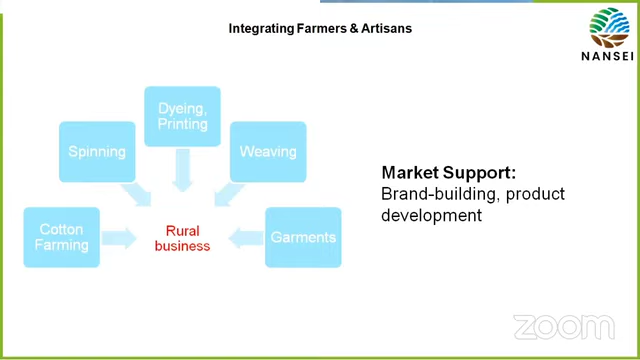 Integrating Farmers & Artisans
NANSEI
Dyeing,
Printing
Spinning
Weaving
Cotton
Farming
Rural
business
Garments
Market Support:
Brand-building, product
development
zoom